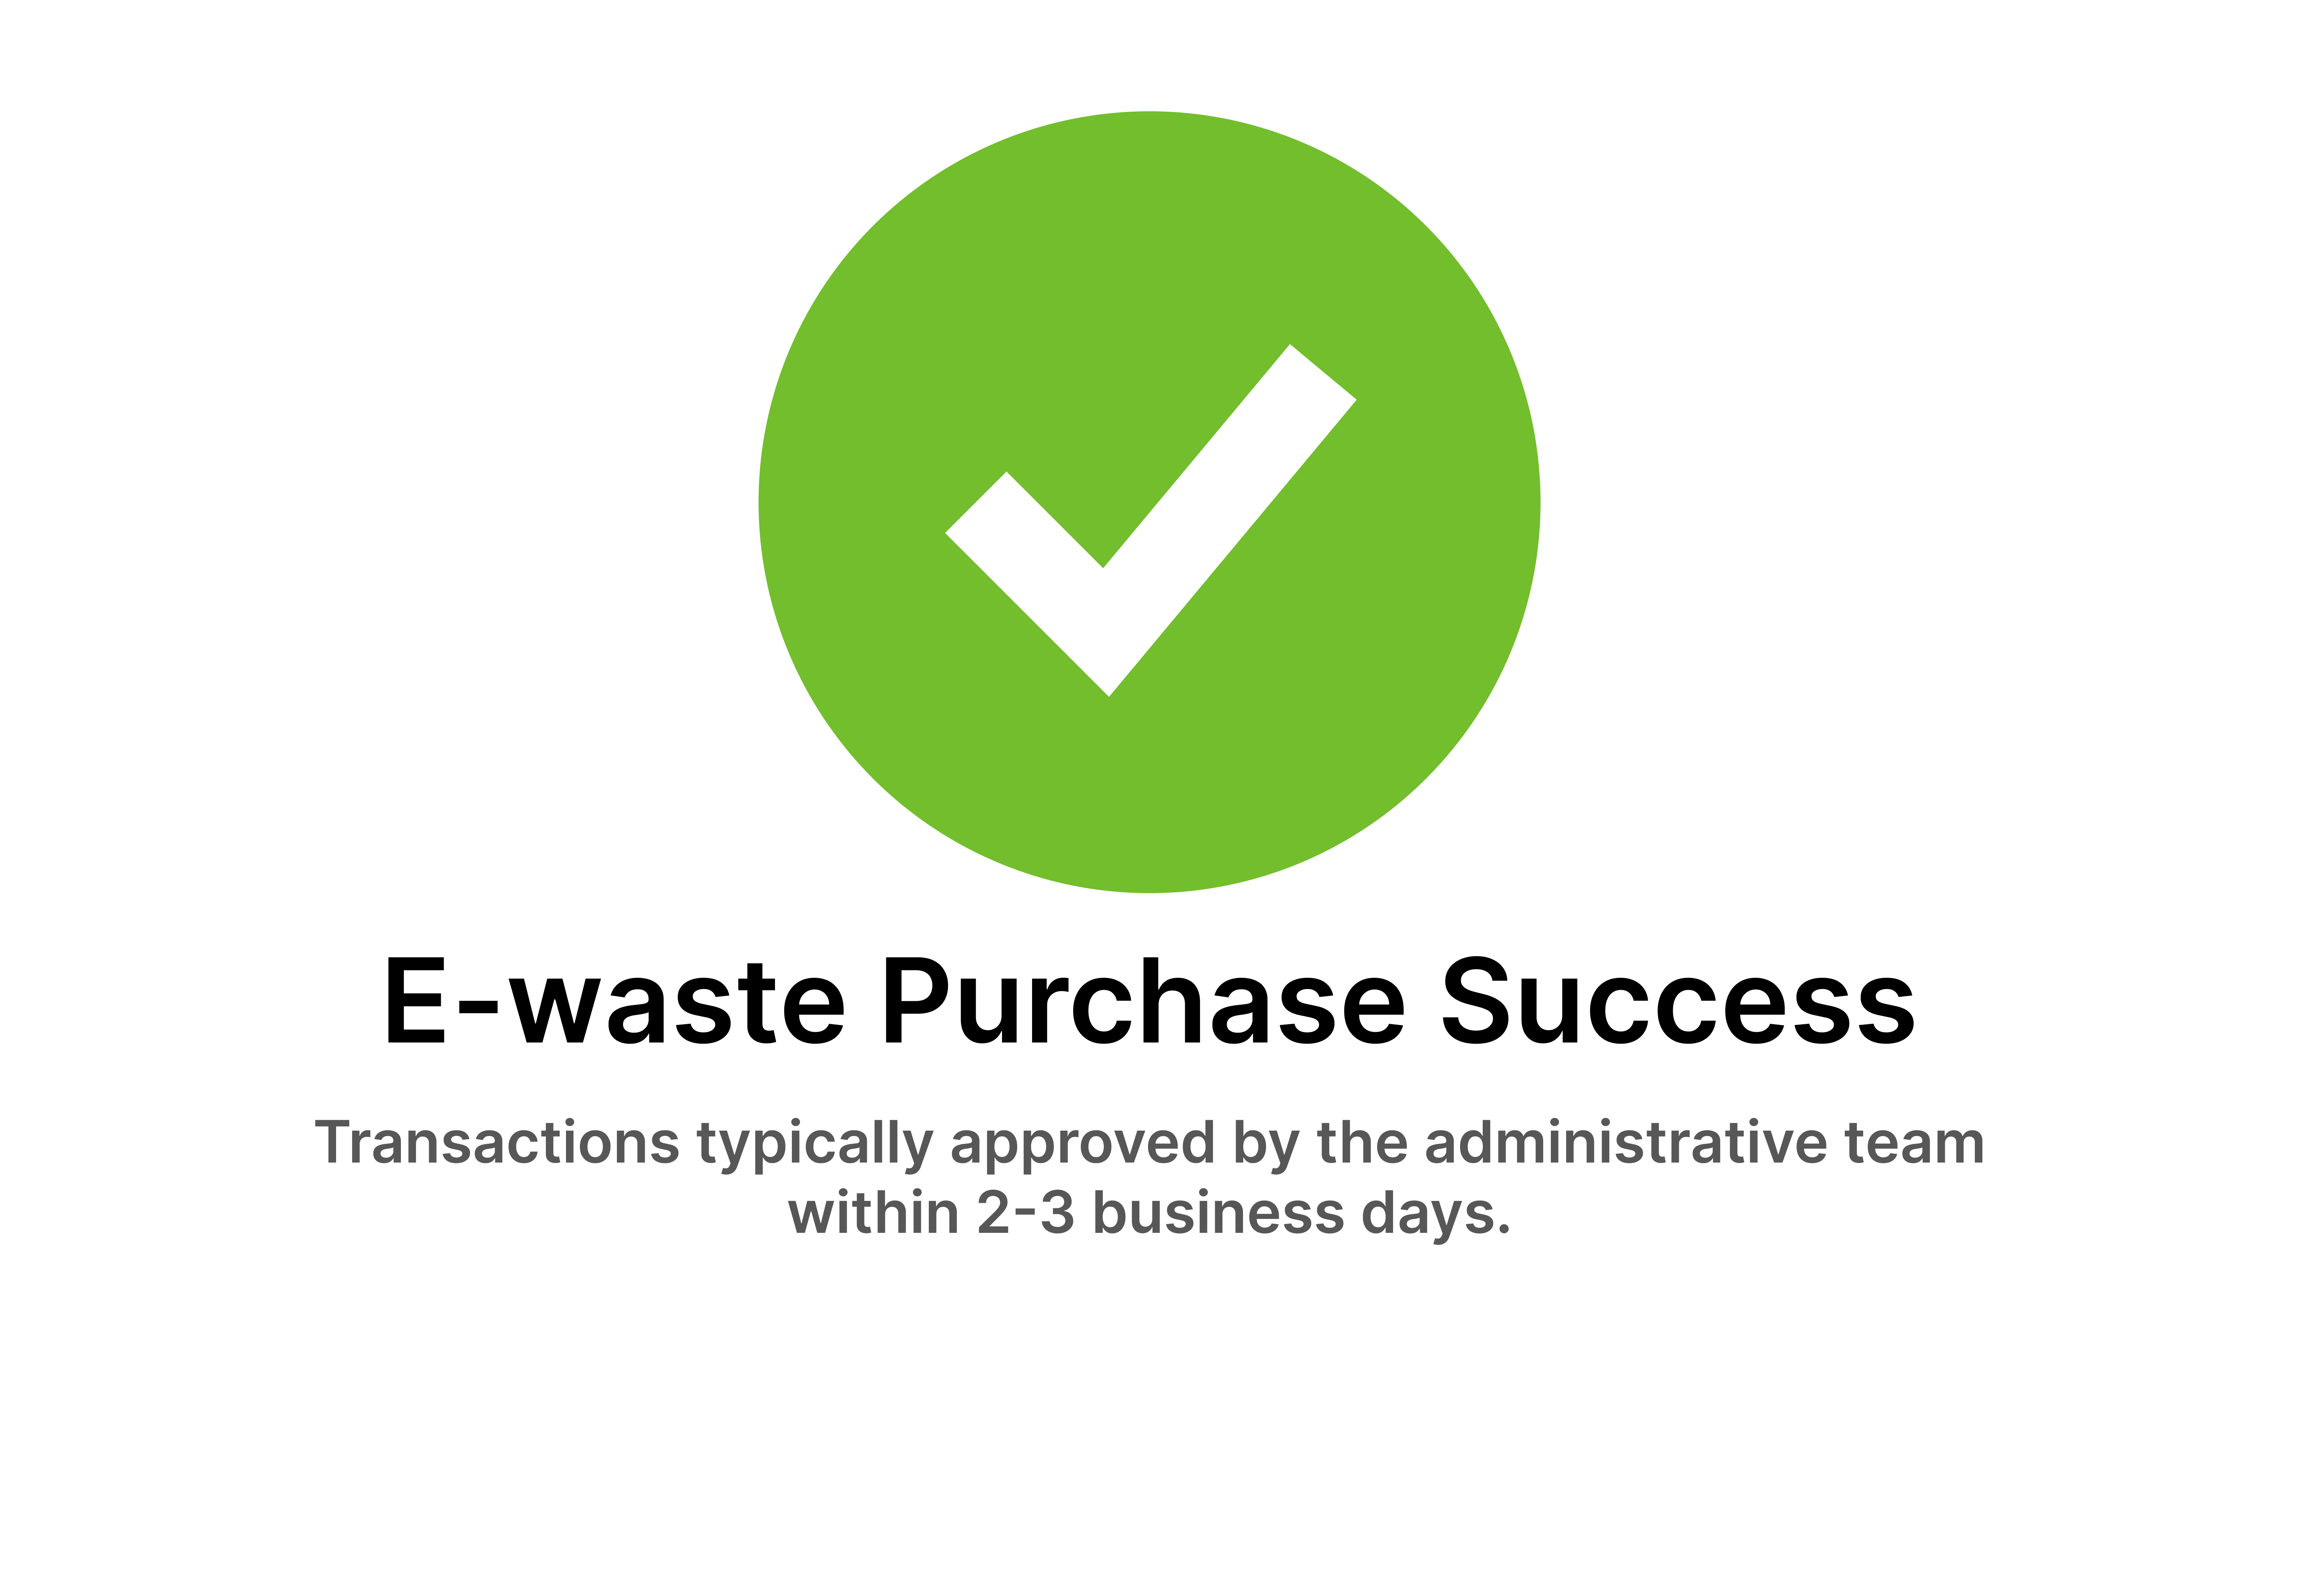 E-waste Purchase Success
Transactions typically approved by the administrative team
within 2-3 business days.